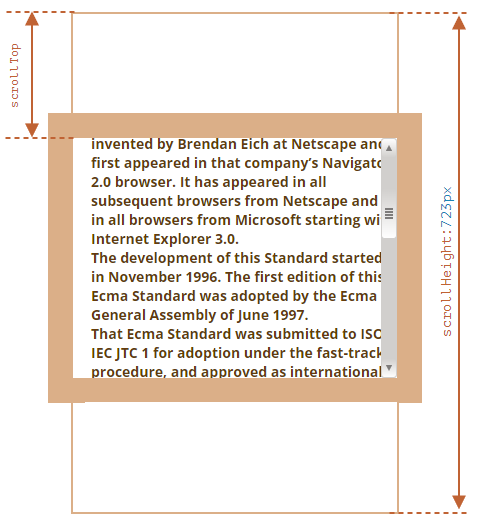 scrollTop
invented by Brendan Eich at Netscape and
first appeared in that company's Navigato
2.0 browser. It has appeared in all
subsequent browsers from Netscape and
in all browsers from Microsoft starting wi
Internet Explorer 3.0.
The development of this Standard started
in November 1996. The first edition of this
Ecma Standard was adopted by the Ecma
General Assembly of June 1997.
That Ecma Standard was submitted to ISO
IEC JTC 1 for adoption under the fast-track
procedure, and approved as international
scrollHeight:723px